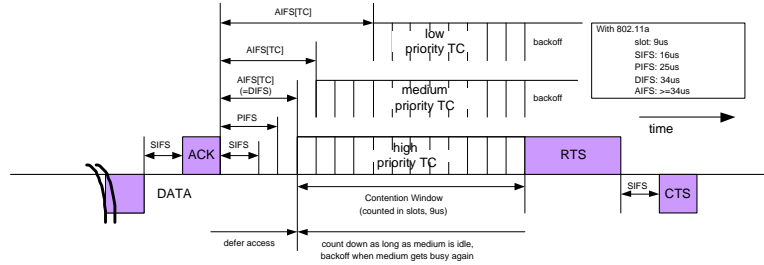 AIFS[TC]
low
priority TC
backoff
With 802.11a
slot: 9us
SIFS: 16us
PIFS: 25us
DIFS: 34us
AIFS: >=34us
AIFS[TC]
AIFS[TC]
(=DIFS)
medium
priority TC
backoff
PIFS
time
SIFS
ACK
SIFS
high
priority TC
RTS
DATA
Contention Window
(counted in slots, 9us)
SIFS
CTS
defer access
count down as long as medium is idle,
backoff when medium gets busy again